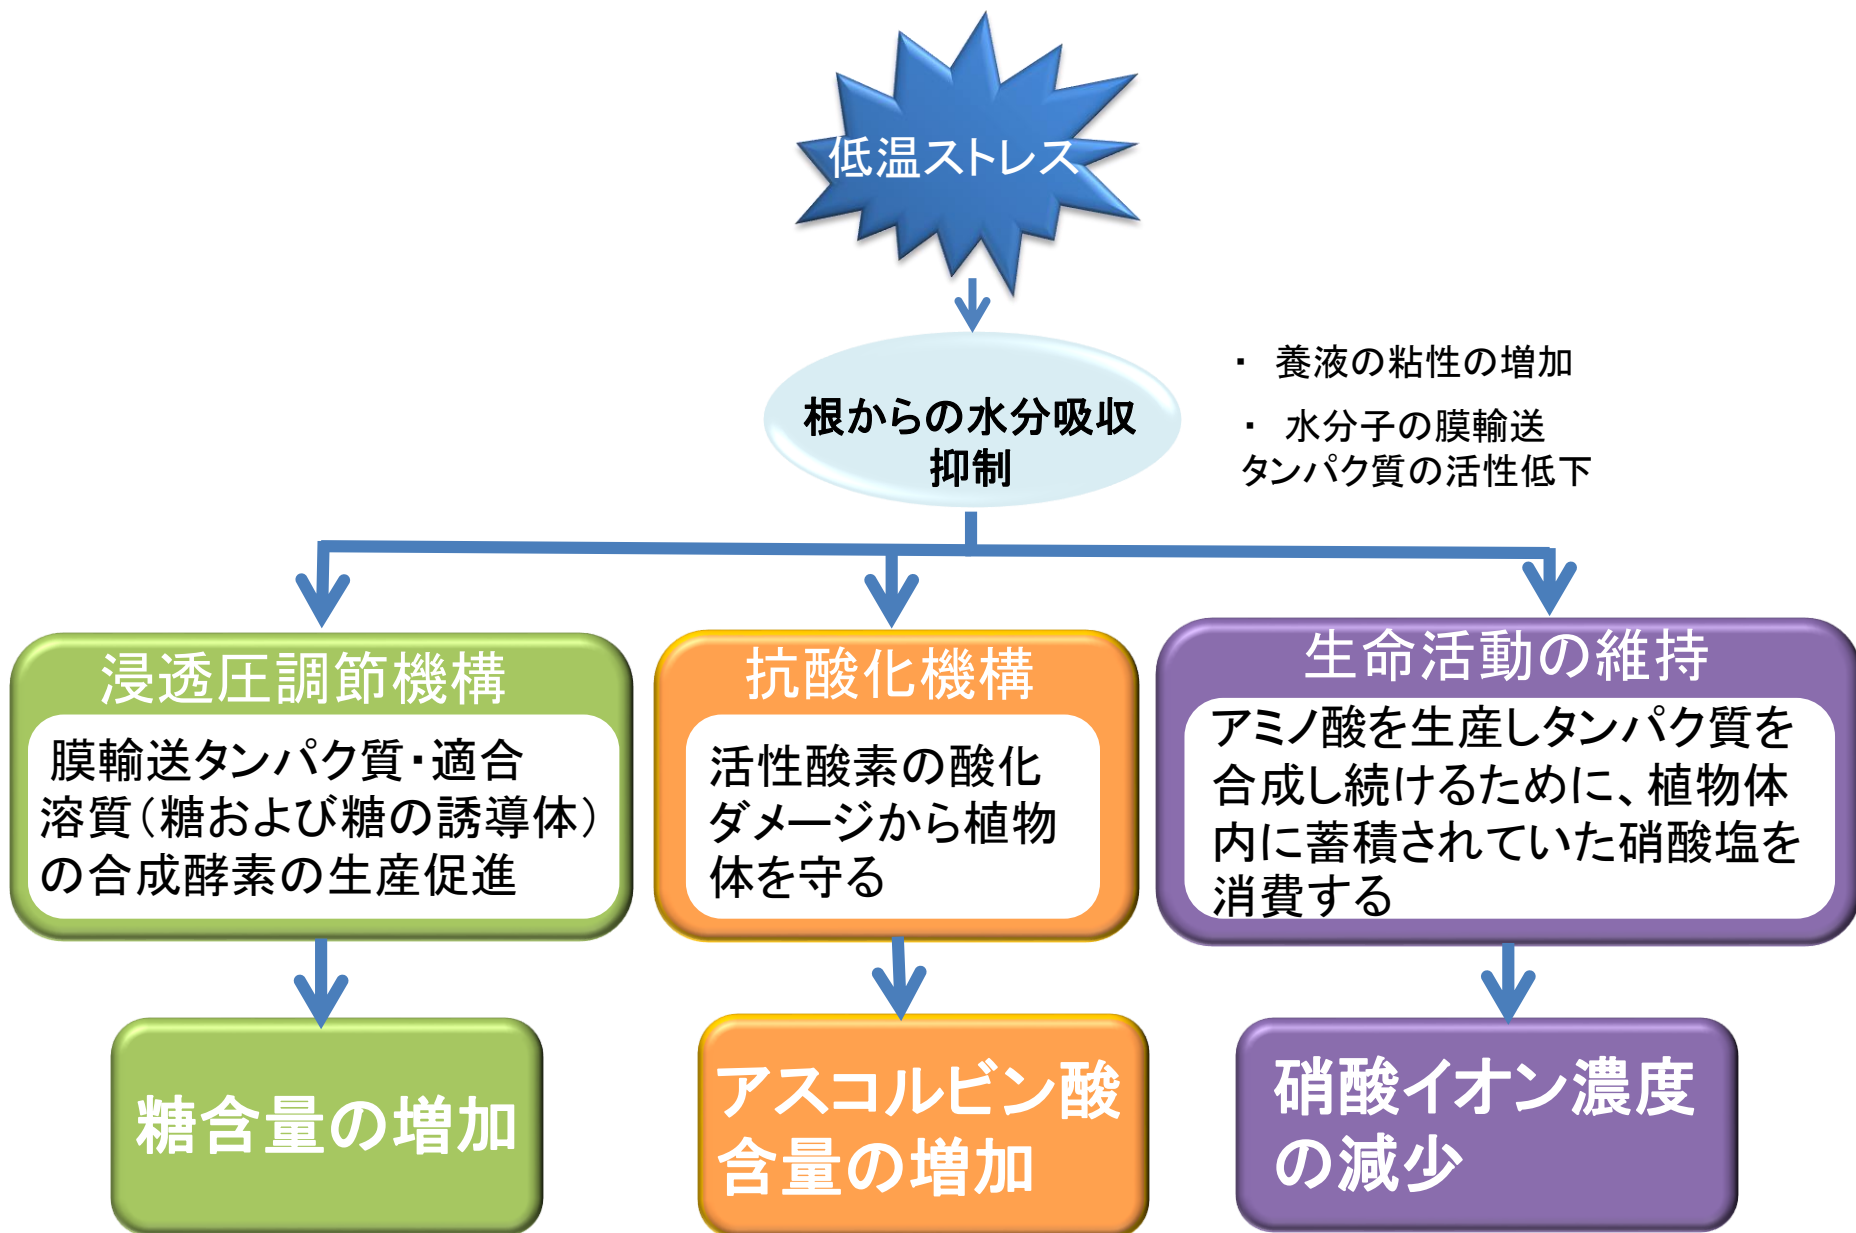 低温ストレス
根からの水分吸収
抑制
・ 養液の粘性の増加
・ 水分子の膜輸送
タンパク質の活性低下
浸透圧調節機構
膜輸送タンパク質・適合
溶質(糖および糖の誘導体)
の合成酵素の生産促進
抗酸化機構
活性酸素の酸化
ダメージから植物
体を守る
生命活動の維持
アミノ酸を生産しタンパク質を
合成し続けるために、植物体
内に蓄積されていた硝酸塩を
消費する
糖含量の増加
アスコルビン酸
含量の増加
硝酸イオン濃度
の減少